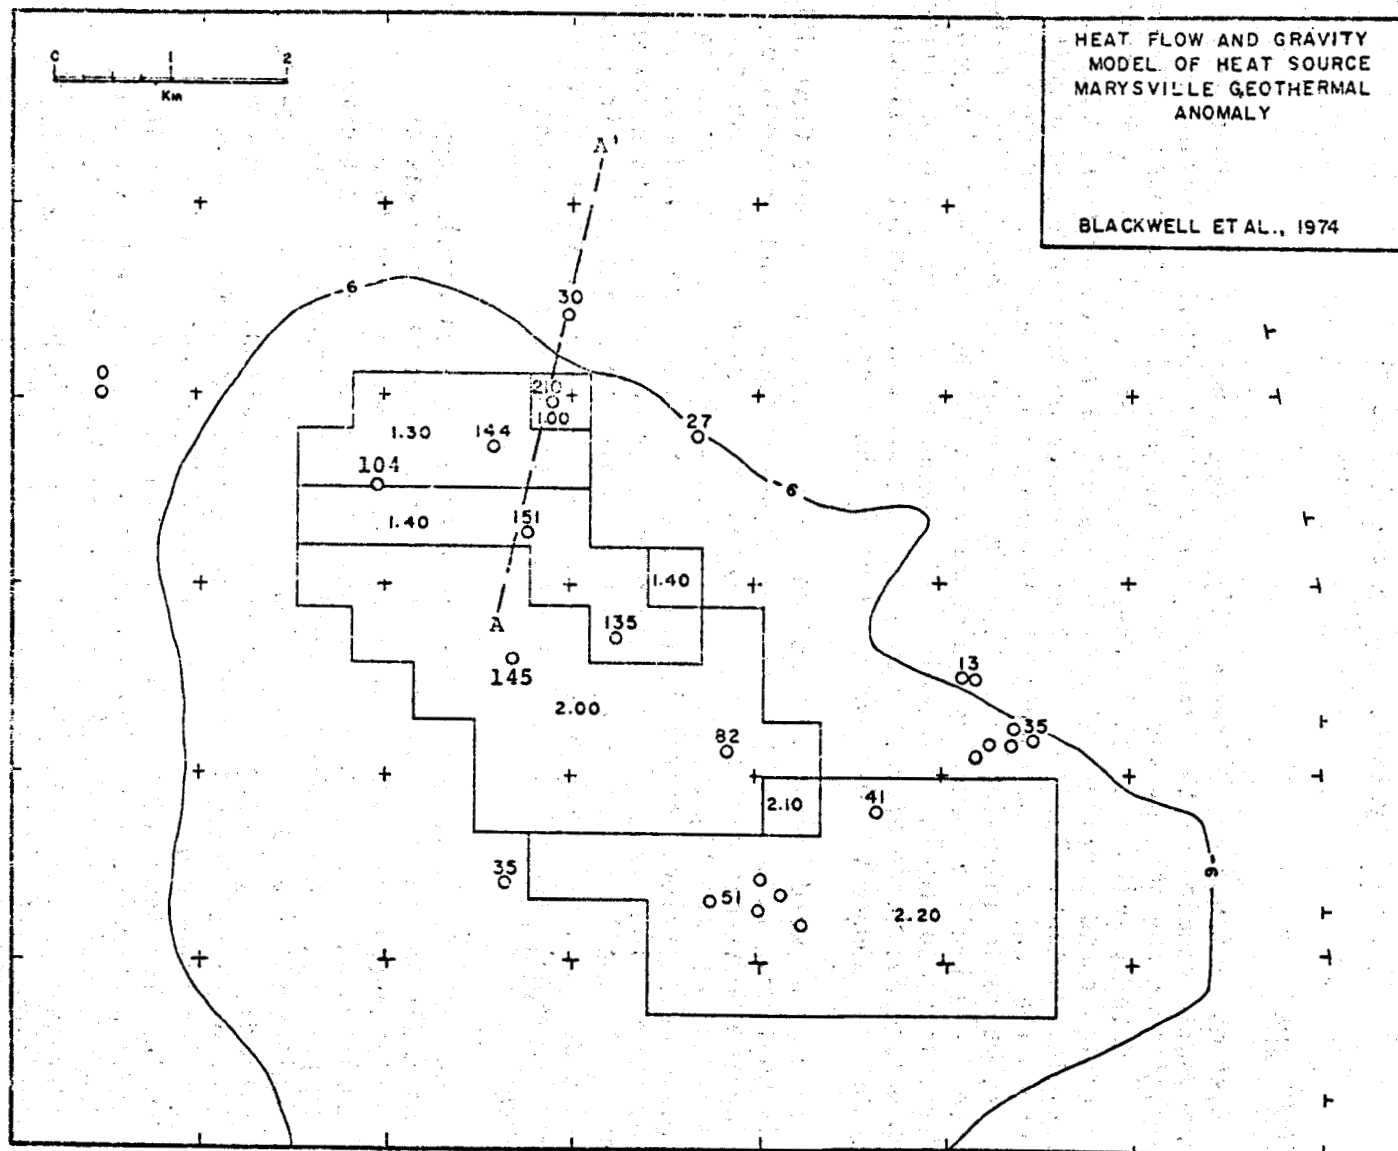 HEAT FLOW AND GRAVITY
MODEL OF HEAT SOURCE
MARYSVILLE GEOTHERMAL
ANOMALY
BLACKWELL ET AL., 1974
0 1 2
Km
A'
-6
30
0
210
1.00
1.30
144
27
104
-6
1.40
151
1.40
A
135
145
13
2.00
35
82
2.10
41
35
51
2.20
-6